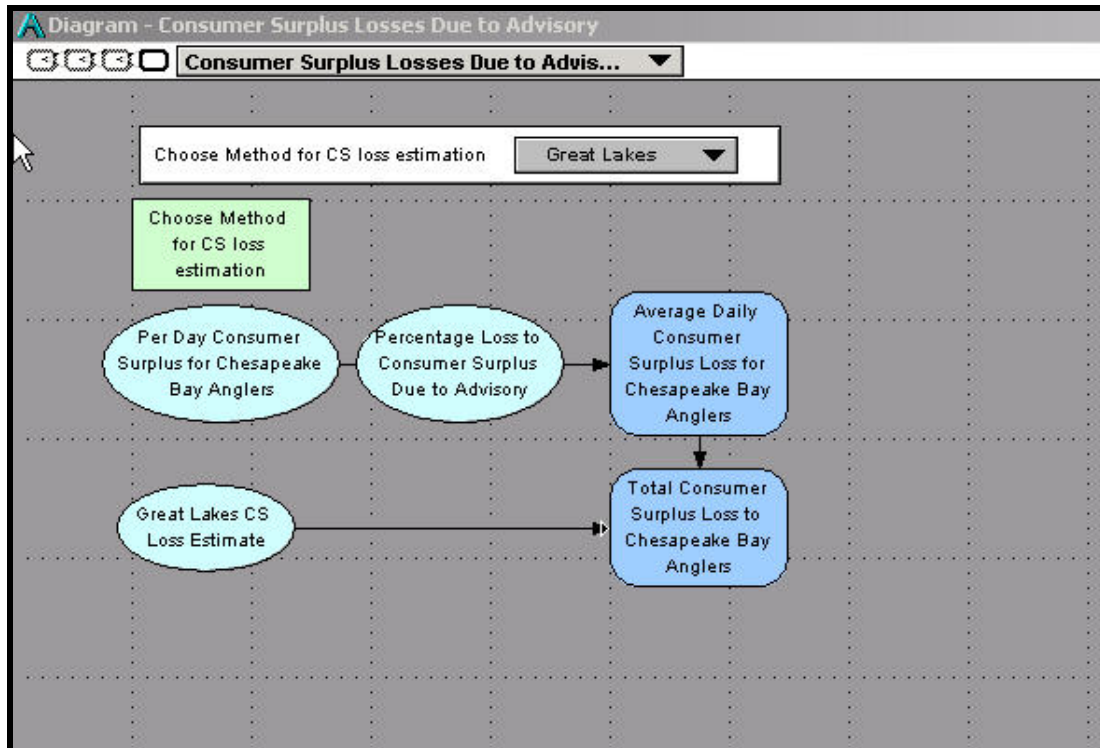 Diagram - Consumer Surplus Losses Due to Advisory
Consumer Surplus Losses Due to Advis...
Choose Method for CS loss estimation
Great Lakes
Choose Method
for CS loss
estimation
Per Day Consumer
Surplus for Chesapeake
Bay Anglers
Percentage Loss to
Consumer Surplus
Due to Advisory
Average Daily
Consumer
Surplus Loss for
Chesapeake Bay
Anglers
Great Lakes CS
Loss Estimate
Total Consumer
Surplus Loss to
Chesapeake Bay
Anglers